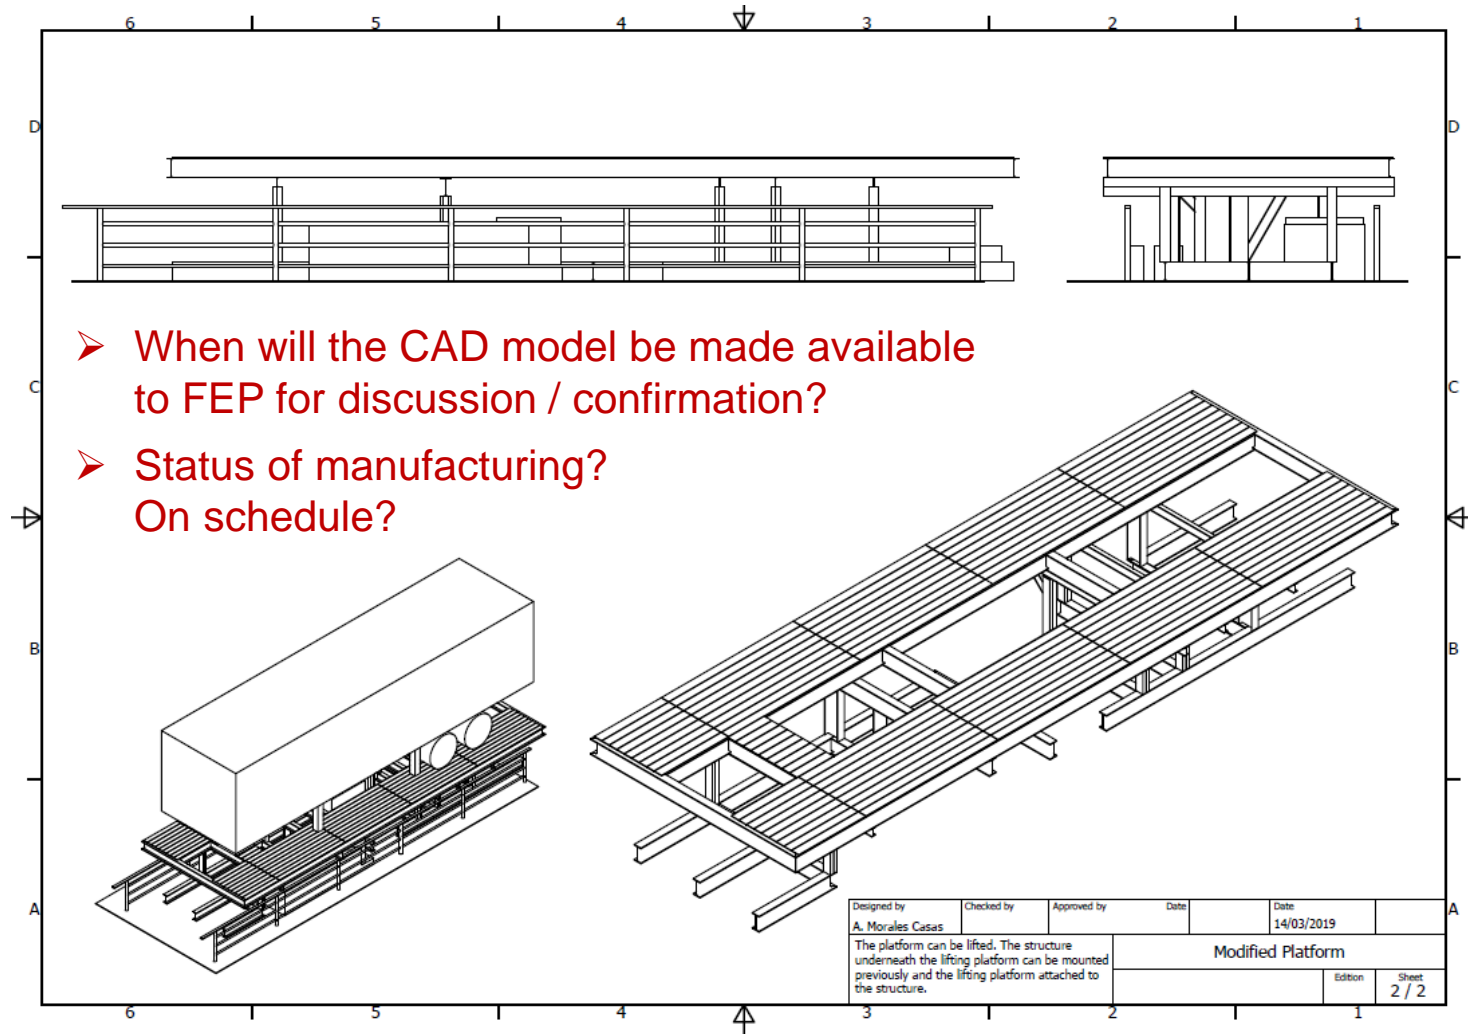 6 5 4 3 2 1
D D
➢ When will the CAD model be made available
to FEP for discussion / confirmation?
C C
➢ Status of manufacturing?
On schedule?
B B
A A
Designed by Checked by Approved by Date Date
A. Morales Casas 14/03/2019
The platform can be lifted. The structure
underneath the lifting platform can be mounted
previously and the lifting platform attached to
the structure.
Modified Platform
Edition Sheet
2 / 2
6 5 4 3 2 1